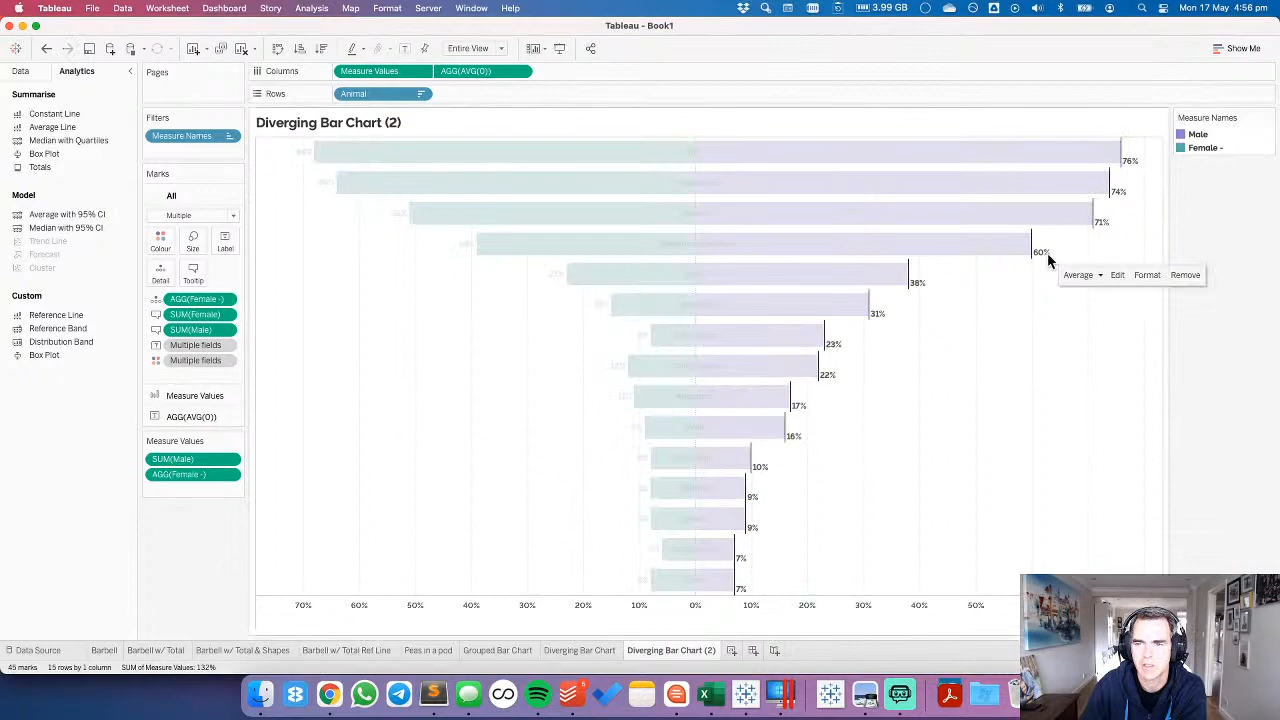 Tableau File Data Worksheet Dashboard Story Analysis Map Format Server Window Help 3.99 GB Mon 17 May 4:56 pm
Tableau - Book1
Entire View Show Me
Data Analytics
Pages
Columns Measure Values AGG(AVG(0))
Rows Animal
Summarise
Constant Line
Average Line
Median with Quartiles
Box Plot
Totals
Model
Average with 95% CI
Median with 95% CI
Trend Line
Forecast
Cluster
Custom
Reference Line
Reference Band
Distribution Band
Box Plot
Filters
Measure Names
Marks
All
Multiple
Colour Size Label
Detail Tooltip
AGG(Female -)
SUM(Female)
SUM(Male)
Multiple fields
Multiple fields
Measure Values
AGG(AVG(0))
Measure Values
SUM(Male)
AGG(Female -)
Diverging Bar Chart (2)
76%
74%
71%
60%
38%
31%
23%
22%
17%
16%
10%
9%
9%
7%
7%
Average Edit Format Remove
70% 60% 50% 40% 30% 20% 10% 0% 10% 20% 30% 40% 50%
Measure Names
Male
Female -
Data Source Barbell Barbell w/ Total Barbell w/ Total & Shapes Barbell w/ Total Ref Line Peas in a pod Grouped Bar Chart Diverging Bar Chart Diverging Bar Chart (2)
45 marks 15 rows by 1 column SUM of Measure Values: 132%